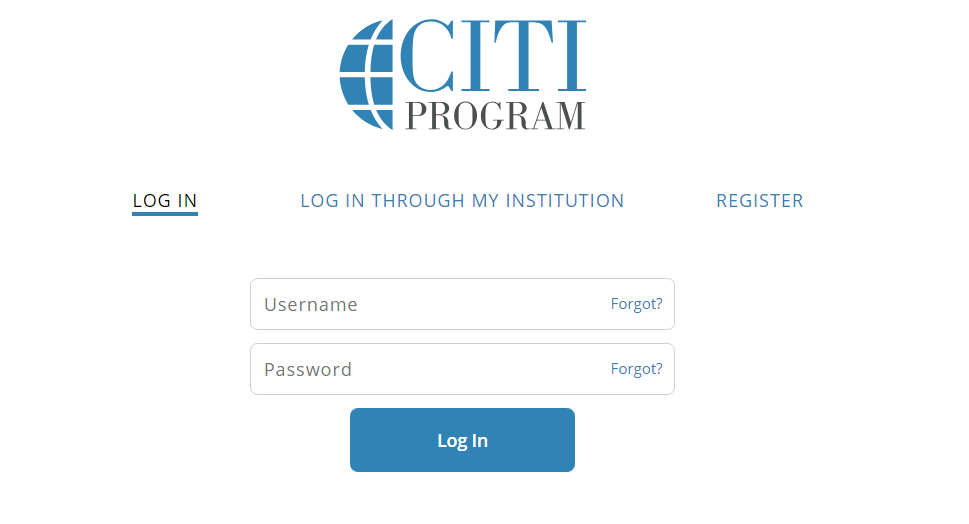 CITI
PROGRAM
LOG IN LOG IN THROUGH MY INSTITUTION REGISTER
Username Forgot?
Password Forgot?
Log In